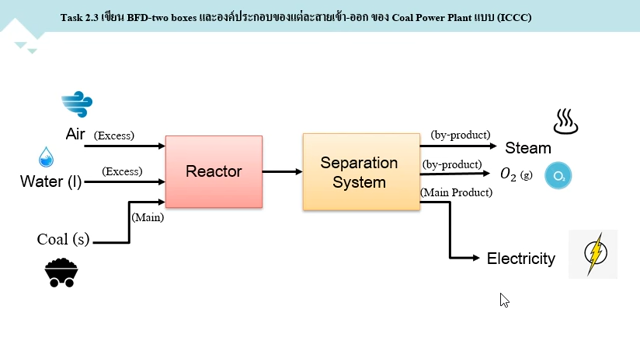 Task 2.3 เขียน BFD-two boxes และองค์ประกอบของแต่ละสายเข้า-ออก ของ Coal Power Plant แบบ (ICCC)
Air (Excess)
Water (l) (Excess)
Coal (s) (Main)
Reactor
Separation
System
(by-product) Steam
(by-product) O₂ (g) O₂
(Main Product)
Electricity